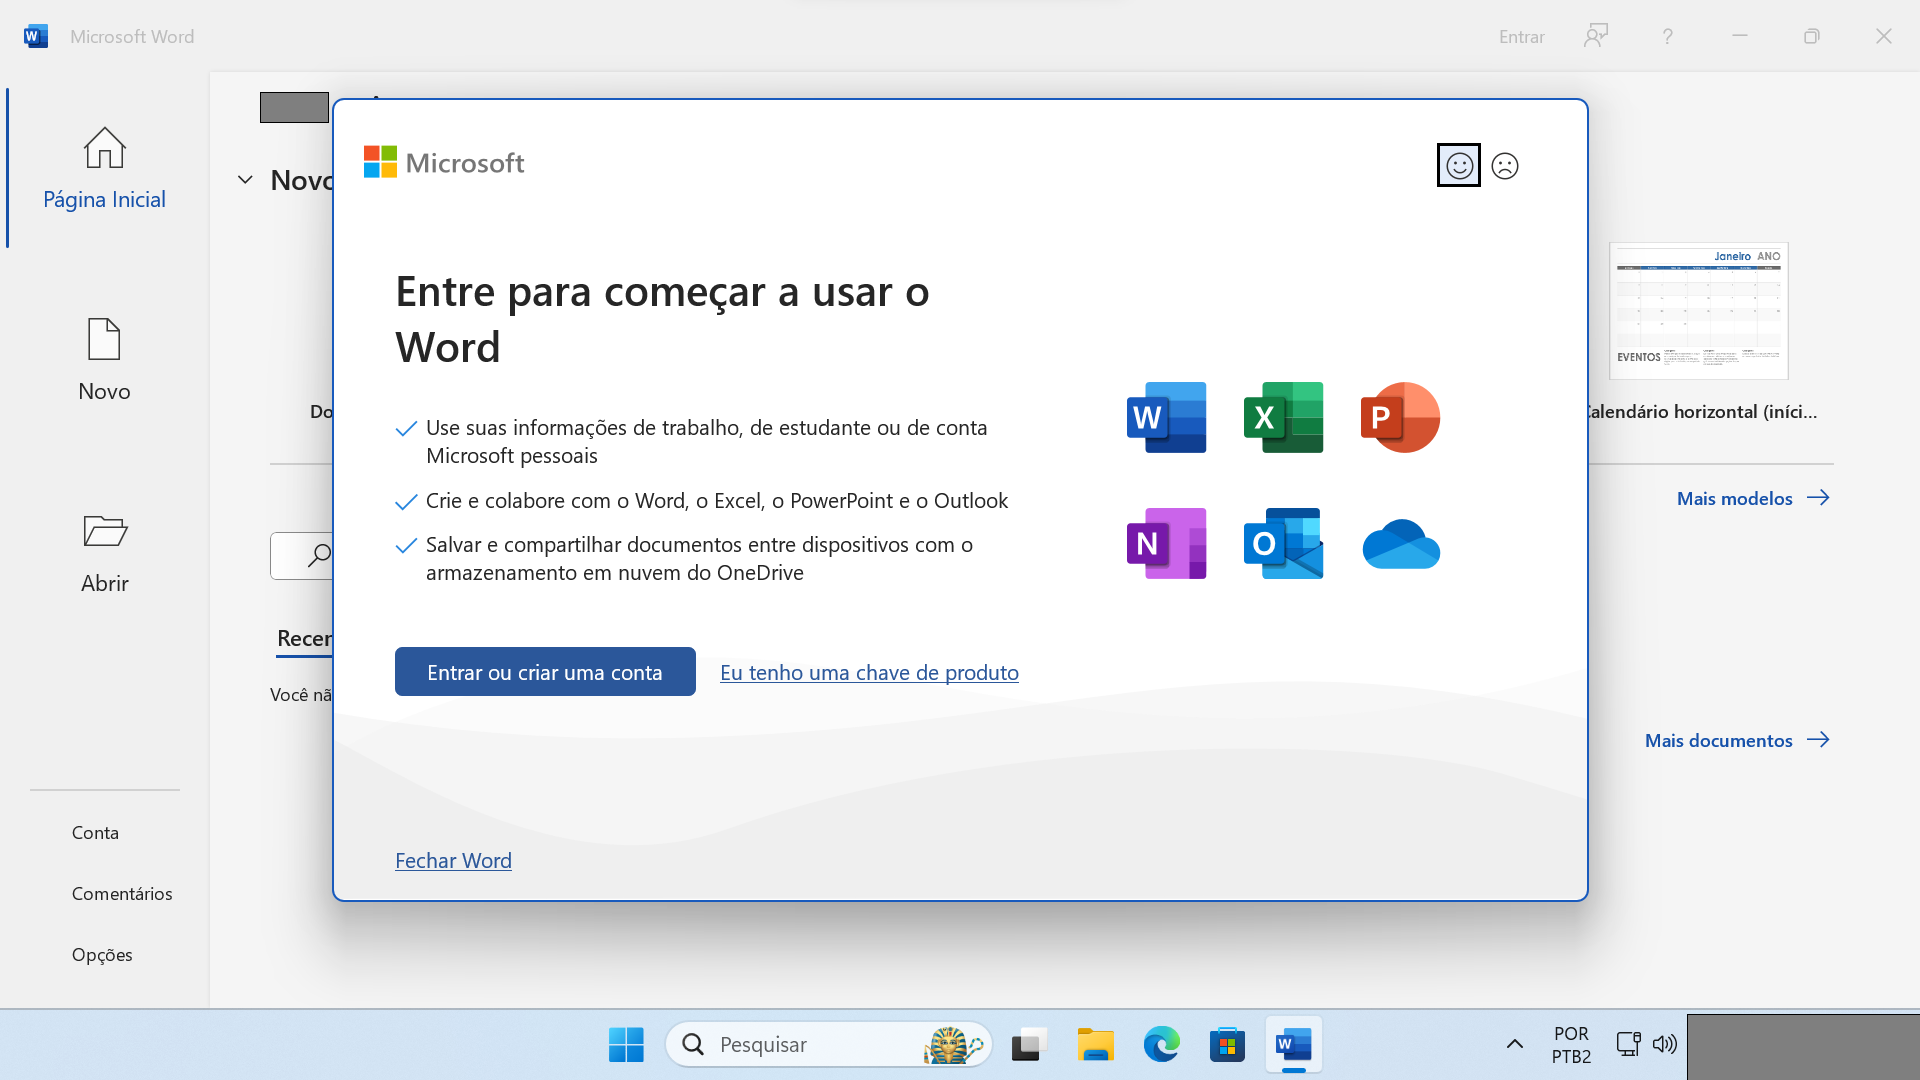 Microsoft Word
Entrar
Página Inicial
Novo
Abrir
Conta
Comentários
Opções
Novo
Microsoft
Entre para começar a usar o
Word
Use suas informações de trabalho, de estudante ou de conta
Microsoft pessoais
Crie e colabore com o Word, o Excel, o PowerPoint e o Outlook
Salvar e compartilhar documentos entre dispositivos com o
armazenamento em nuvem do OneDrive
Entrar ou criar uma conta
Eu tenho uma chave de produto
Fechar Word
W
X
P
N
O
Janeiro ANO
EVENTOS
Calendário horizontal (iníci...
Do
Mais modelos
Recen
Você nã
Mais documentos
Pesquisar
POR
PTB2